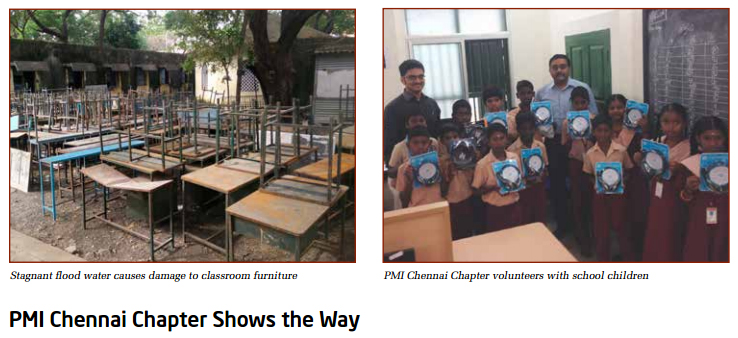 Stagnant flood water causes damage to classroom furniture
PMI Chennai Chapter volunteers with school children
PMI Chennai Chapter Shows the Way